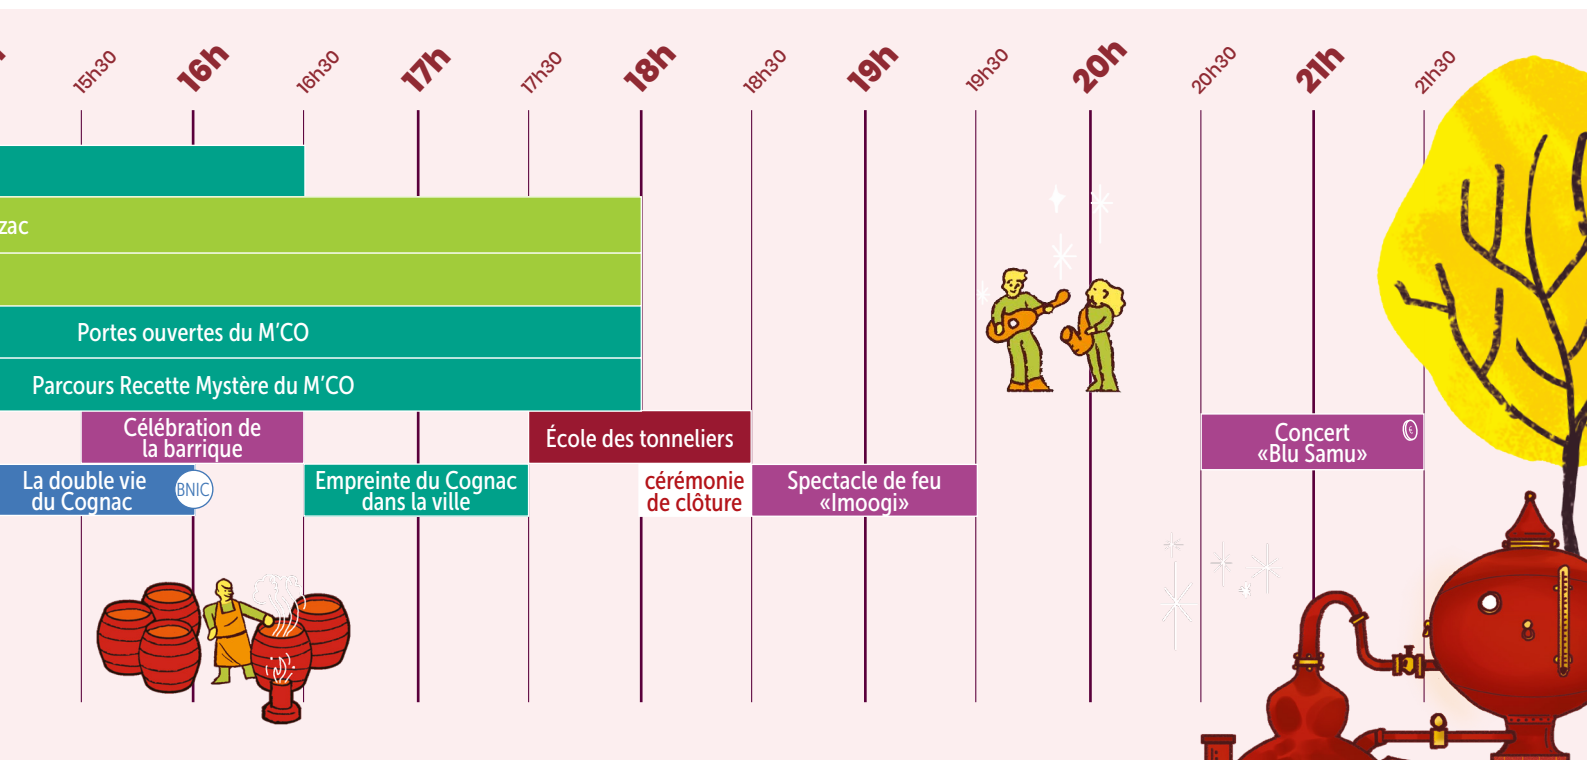 15h30
16h
16h30
17h
17h30
18h
18h30
19h
19h30
20h
20h30
21h
21h30
zac
Portes ouvertes du M'CO
Parcours Recette Mystère du M'CO
Célébration de
la barrique
École des tonneliers
Concert
«Blu Samu»
€
La double vie
du Cognac
BNIC
Empreinte du Cognac
dans la ville
cérémonie
de clôture
Spectacle de feu
«Imoogi»